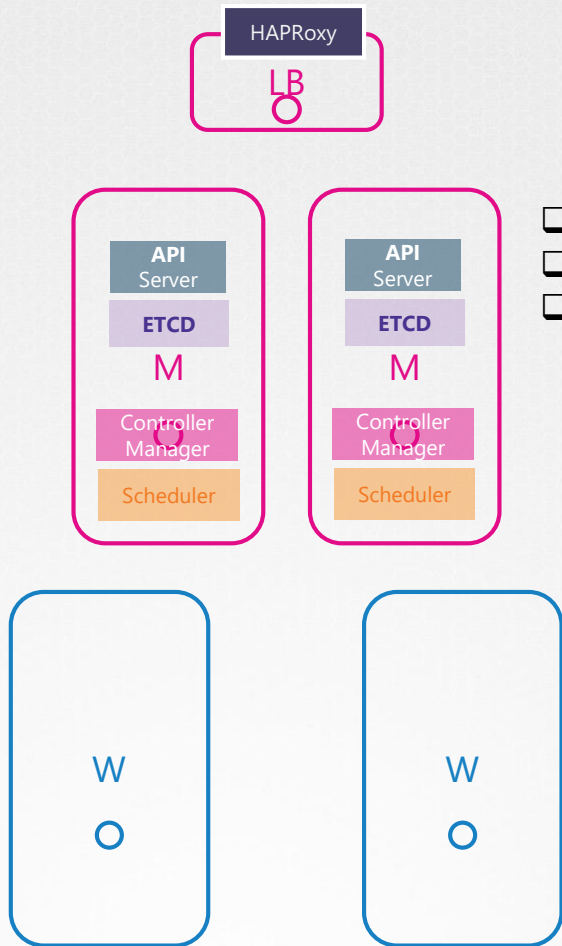 HAPRoxy
LB
API
Server
ETCD
M
Controller
Manager
Scheduler
API
Server
ETCD
M
Controller
Manager
Scheduler
W
W